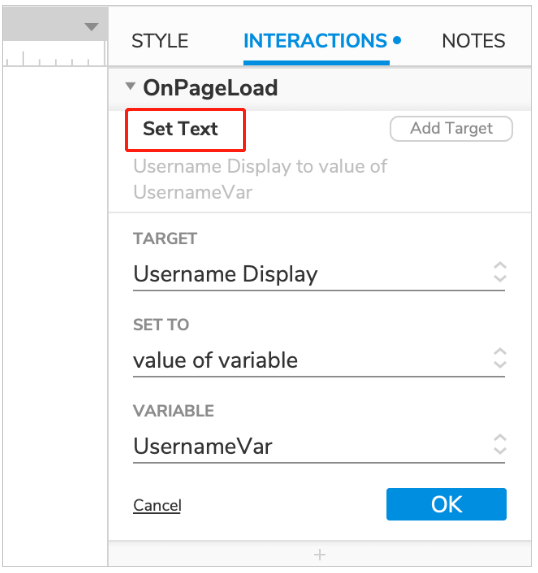 STYLE INTERACTIONS NOTES
OnPageLoad
Set Text Add Target
Username Display to value of
UsernameVar
TARGET
Username Display
SET TO
value of variable
VARIABLE
UsernameVar
Cancel OK
+